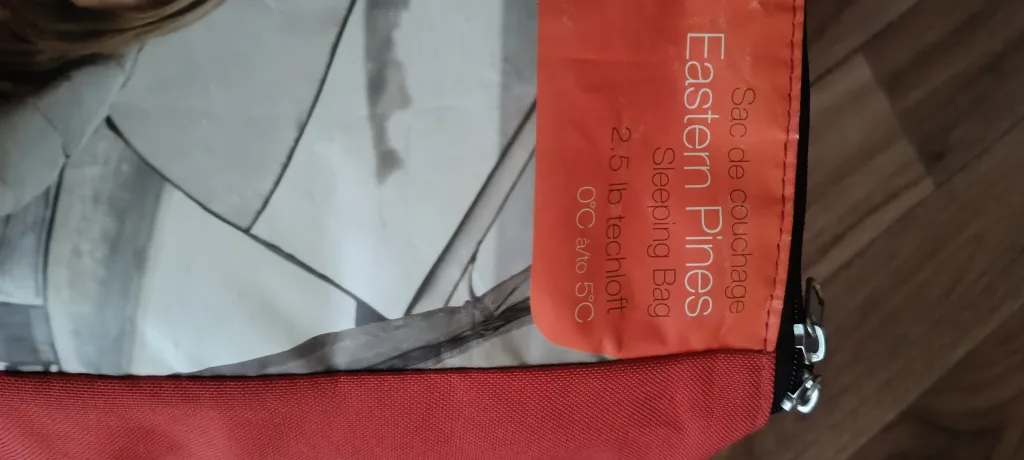 Sac de couchage
Eastern Pines
Sleeping Bag
2.5 lb techloft
0°C à/to 5°C